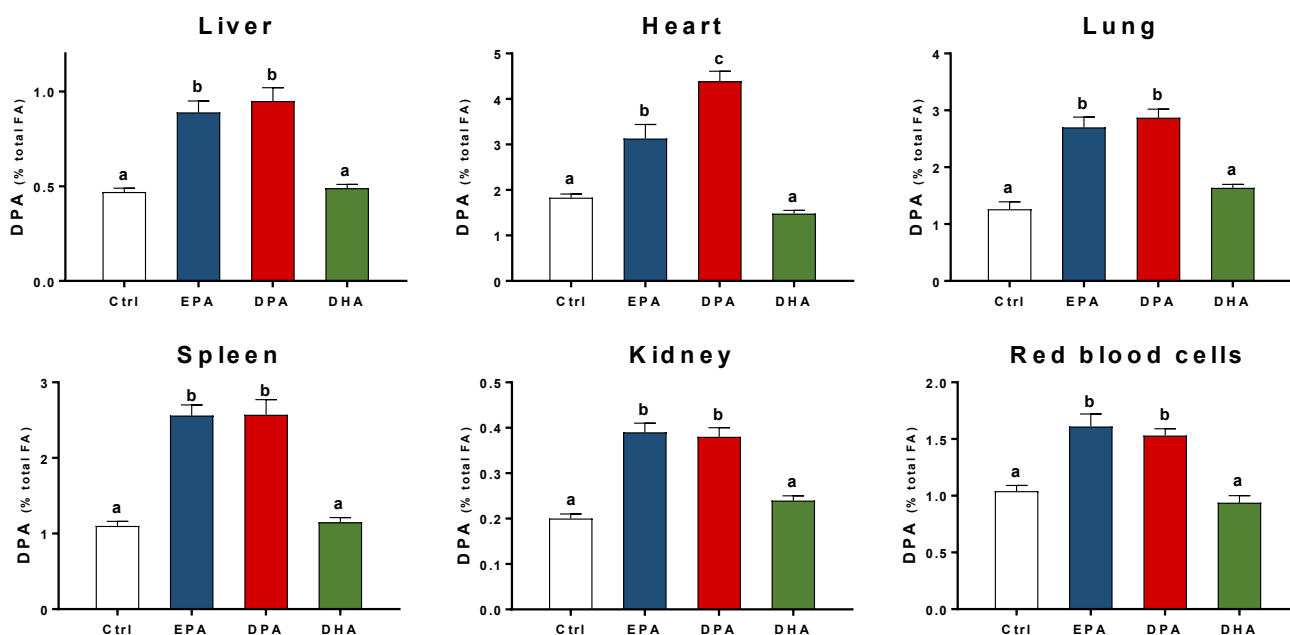 Liver
DPA (% total FA)
1.0
0.5
0.0
a
b
b
a
Ctrl EPA DPA DHA
Heart
DPA (% total FA)
5
4
3
2
1
0
a
b
c
a
Ctrl EPA DPA DHA
Lung
DPA (% total FA)
4
3
2
1
0
a
b
b
a
Ctrl EPA DPA DHA
Spleen
DPA (% total FA)
3
2
1
0
a
b
b
a
Ctrl EPA DPA DHA
Kidney
DPA (% total FA)
0.5
0.4
0.3
0.2
0.1
0.0
a
b
b
a
Ctrl EPA DPA DHA
Red blood cells
DPA (% total FA)
2.0
1.5
1.0
0.5
0.0
a
b
b
a
Ctrl EPA DPA DHA